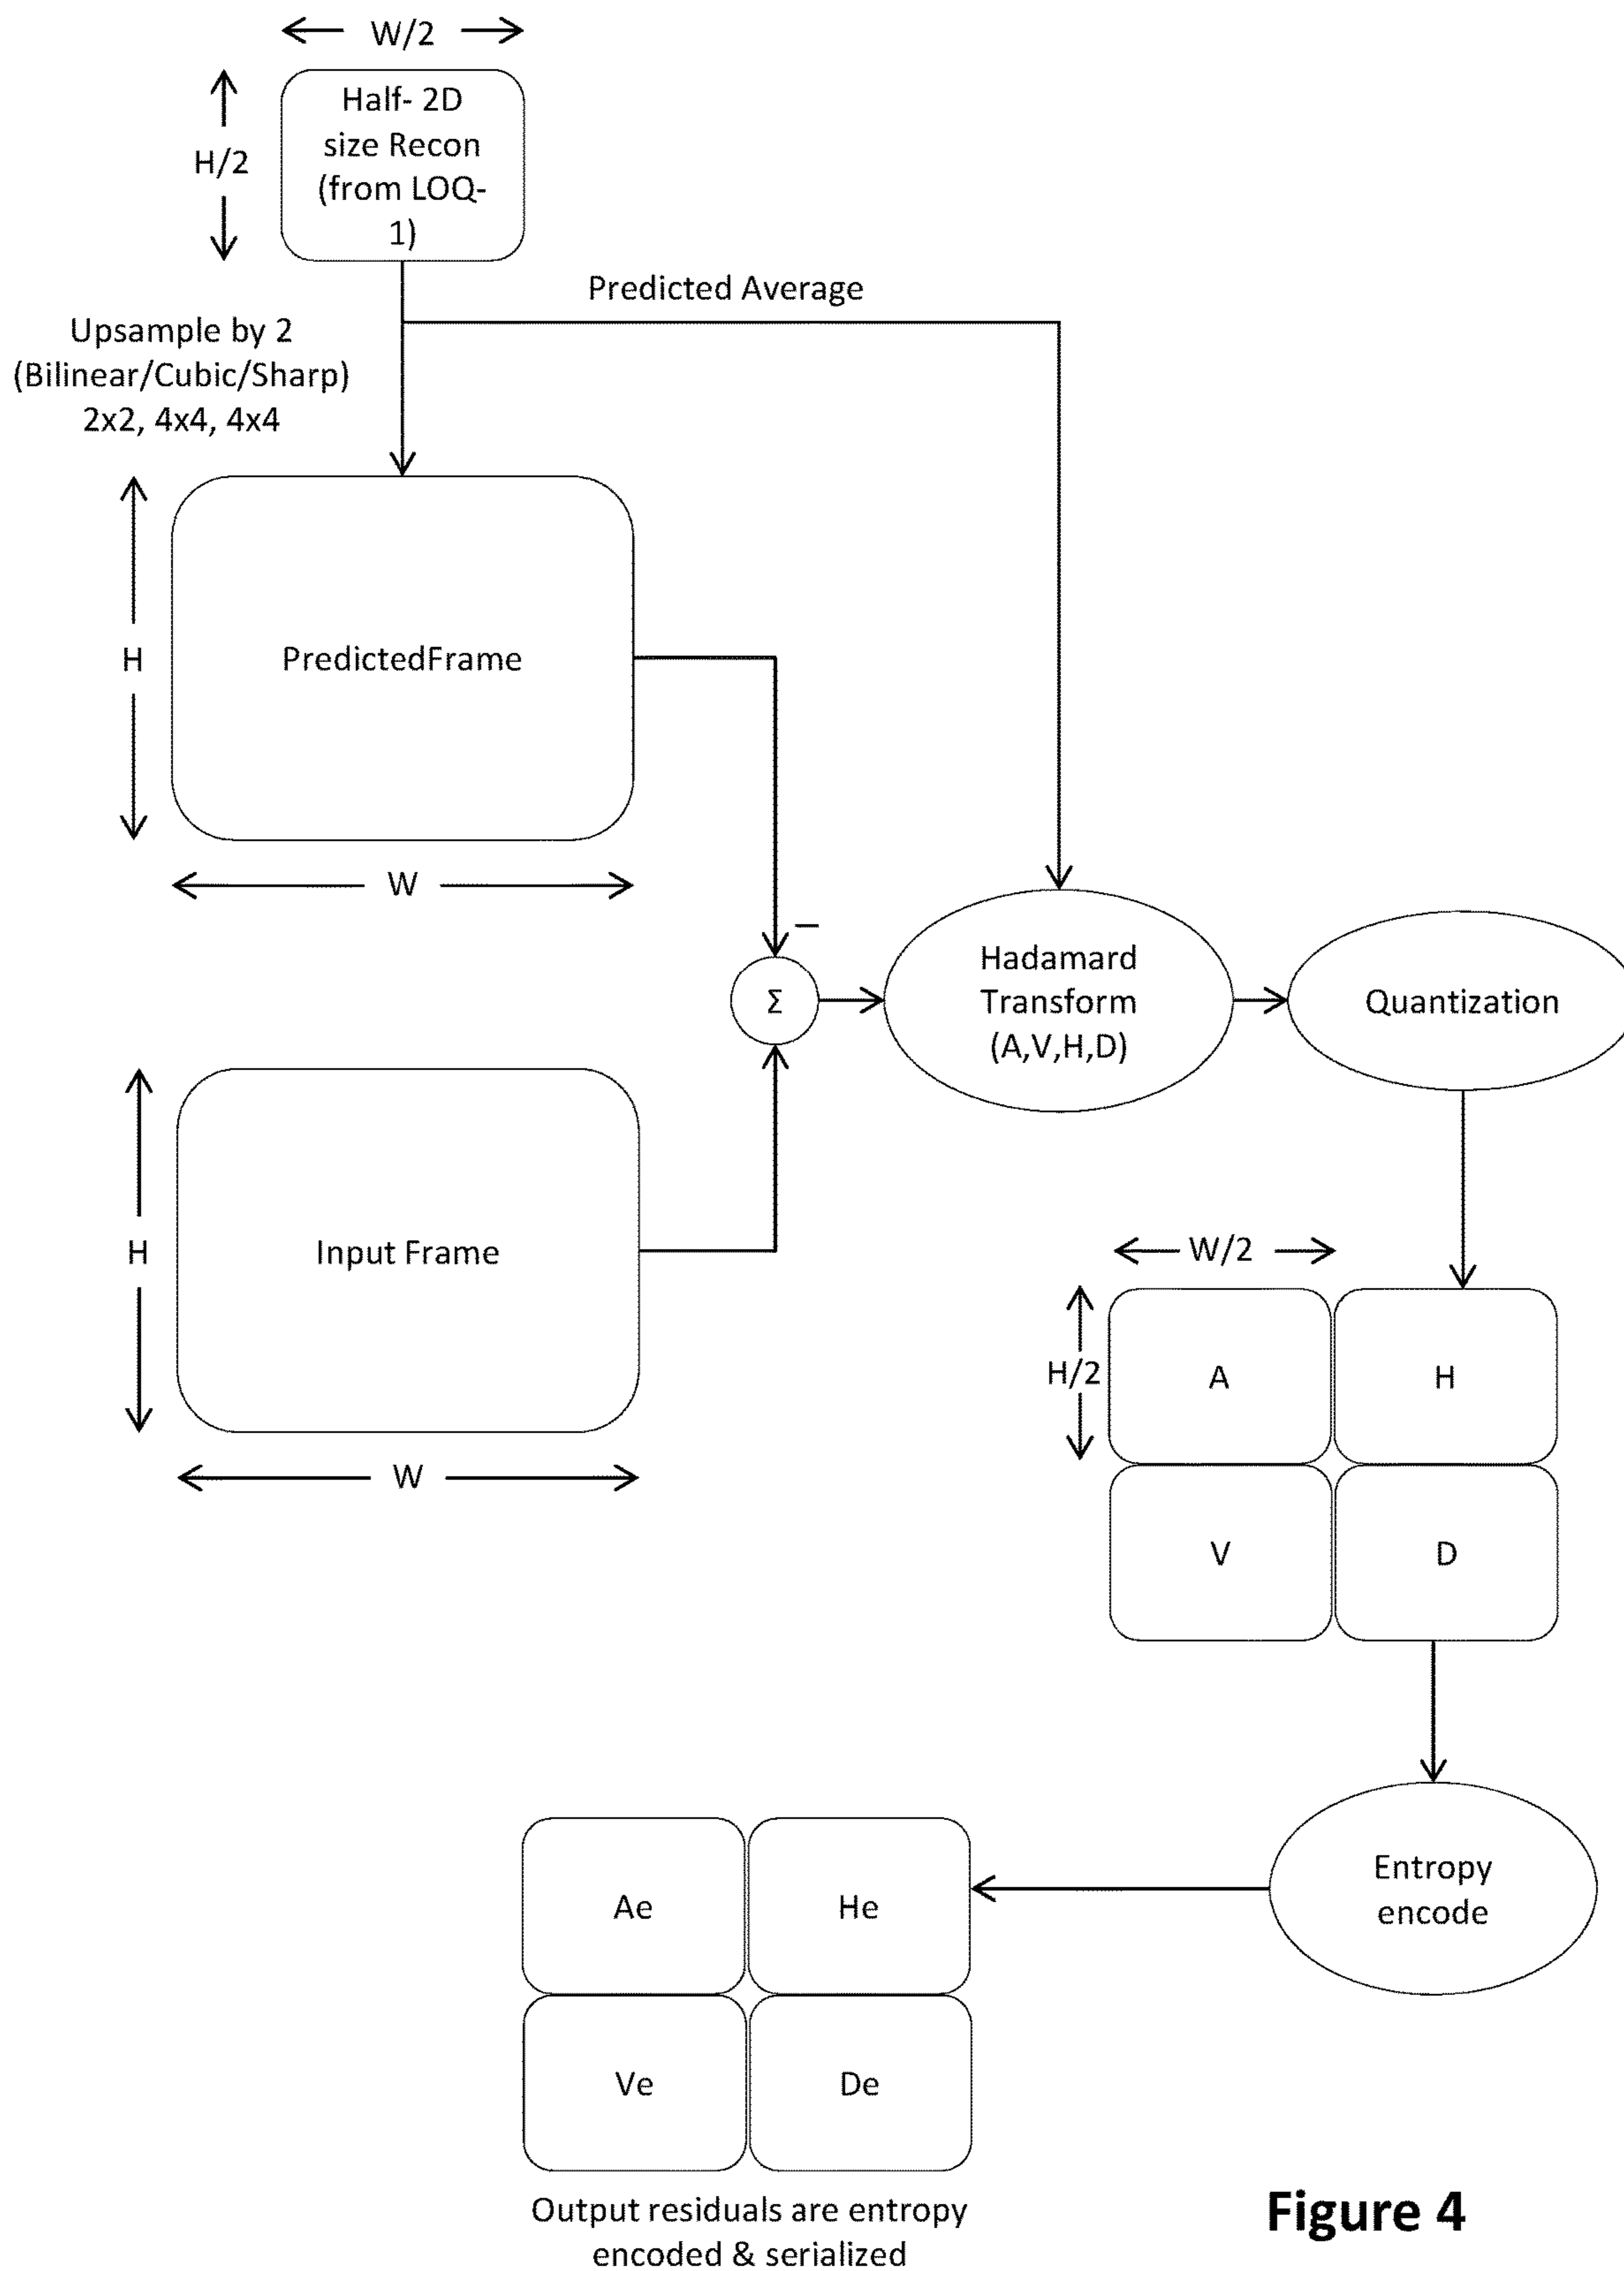 W/2
Half- 2D
size Recon
(from LOQ-
1)
H/2
Predicted Average
Upsample by 2
(Bilinear/Cubic/Sharp)
2x2, 4x4, 4x4
H
PredictedFrame
W
–
Σ
Hadamard
Transform
(A,V,H,D)
Quantization
H
Input Frame
W
W/2
H/2
A
H
V
D
Entropy
encode
Ae
He
Ve
De
Output residuals are entropy
encoded & serialized
Figure 4